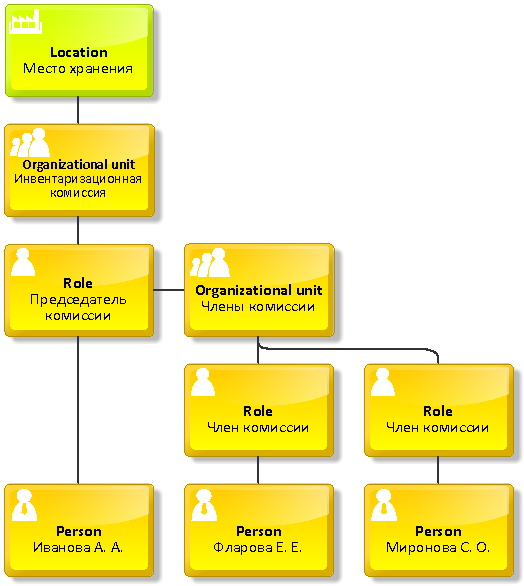 Location
Место хранения
Organizational unit
Инвентаризационная
комиссия
Role
Председатель
комиссии
Organizational unit
Члены комиссии
Role
Член комиссии
Role
Член комиссии
Person
Иванова А. А.
Person
Фларова Е. Е.
Person
Миронова С. О.